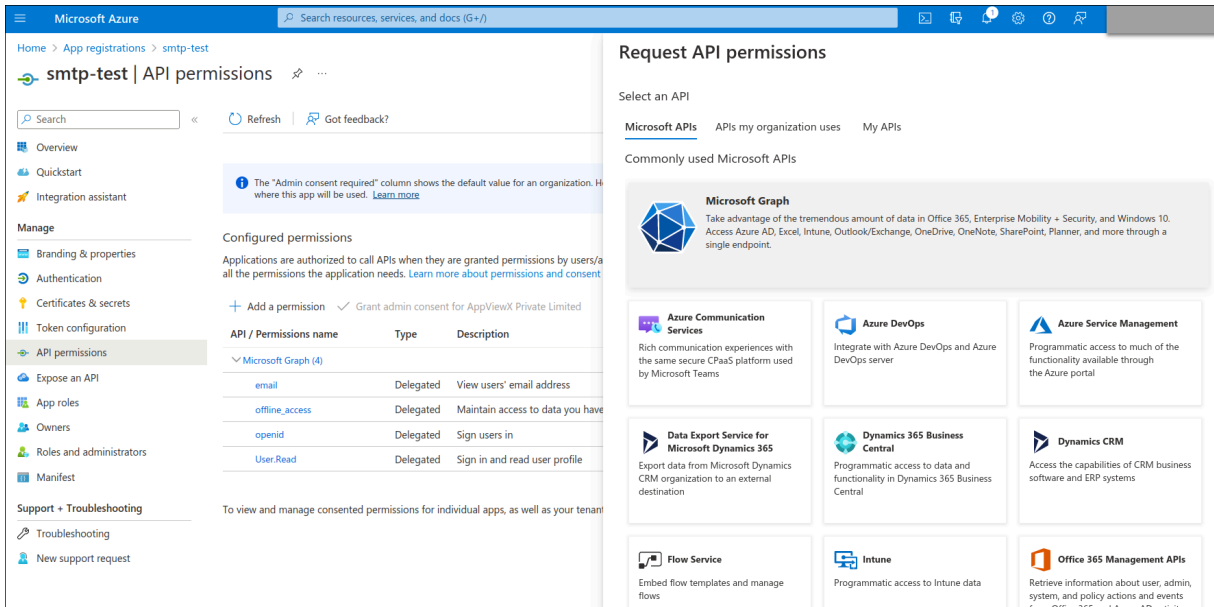 Microsoft Azure
Search resources, services, and docs (G+/)
1
Home > App registrations > smtp-test
smtp-test | API permissions
Search
Refresh
Got feedback?
Overview
Quickstart
Integration assistant
Manage
Branding & properties
Authentication
Certificates & secrets
Token configuration
API permissions
Expose an API
App roles
Owners
Roles and administrators
Manifest
Support + Troubleshooting
Troubleshooting
New support request
The "Admin consent required" column shows the default value for an organization.
where this app will be used. Learn more
Configured permissions
Applications are authorized to call APIs when they are granted permissions by users/a
all the permissions the application needs. Learn more about permissions and consent
Add a permission
Grant admin consent for AppViewX Private Limited
API / Permissions name Type Description
Microsoft Graph (4)
email Delegated View users' email address
offline_access Delegated Maintain access to data you have
openid Delegated Sign users in
User.Read Delegated Sign in and read user profile
To view and manage consented permissions for individual apps, as well as your tenan
Request API permissions
Select an API
Microsoft APIs APIs my organization uses My APIs
Commonly used Microsoft APIs
Microsoft Graph
Take advantage of the tremendous amount of data in Office 365, Enterprise Mobility + Security, and Windows 10.
Access Azure AD, Excel, Intune, Outlook/Exchange, OneDrive, OneNote, SharePoint, Planner, and more through a
single endpoint.
Azure Communication
Services
Rich communication experiences with
the same secure CPaaS platform used
by Microsoft Teams
Azure DevOps
Integrate with Azure DevOps and Azure
DevOps server
Azure Service Management
Programmatic access to much of the
functionality available through
the Azure portal
Data Export Service for
Microsoft Dynamics 365
Export data from Microsoft Dynamics
CRM organization to an external
destination
Dynamics 365 Business
Central
Programmatic access to data and
functionality in Dynamics 365 Business
Central
Dynamics CRM
Access the capabilities of CRM business
software and ERP systems
Flow Service
Embed flow templates and manage
flows
Intune
Programmatic access to Intune data
Office 365 Management APIs
Retrieve information about user, admin,
system, and policy actions and events